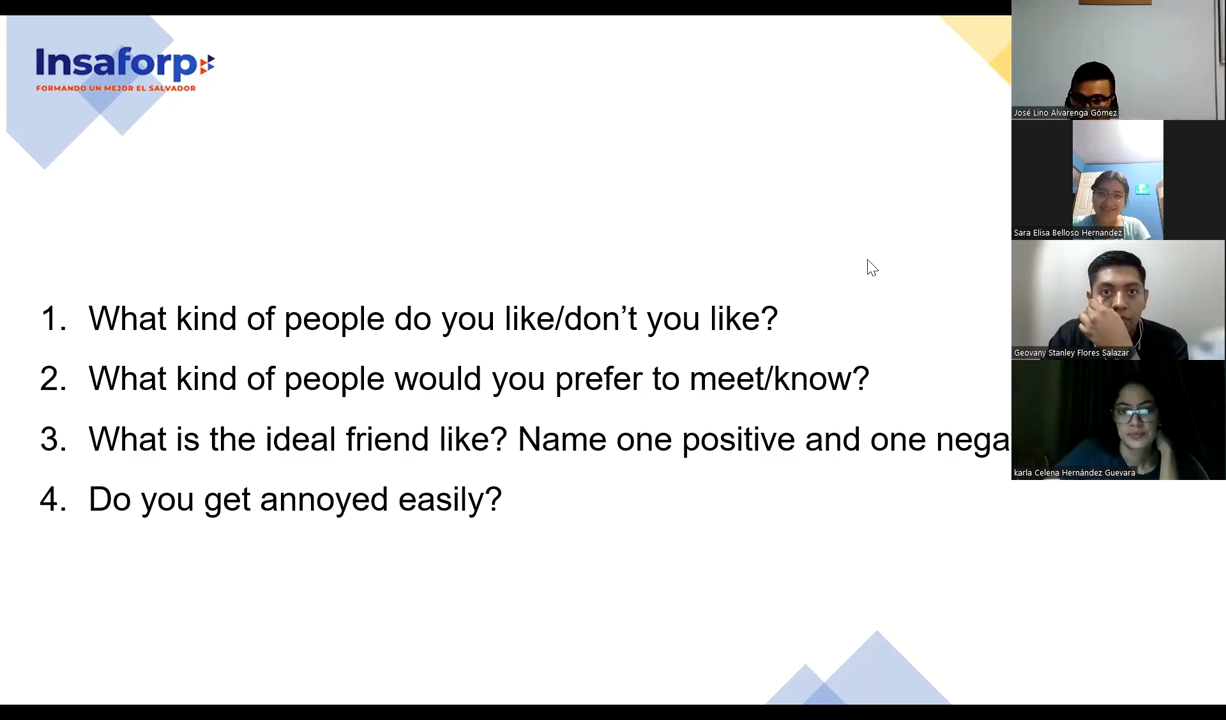 Insaforp
FORMANDO UN MEJOR EL SALVADOR
1. What kind of people do you like/don’t you like?
2. What kind of people would you prefer to meet/know?
3. What is the ideal friend like? Name one positive and one nega
4. Do you get annoyed easily?
José Lino Alvarenga Gómez
Sara Elisa Belloso Hernandez
Geovany Stanley Flores Salazar
karla Celena Hernández Guevara